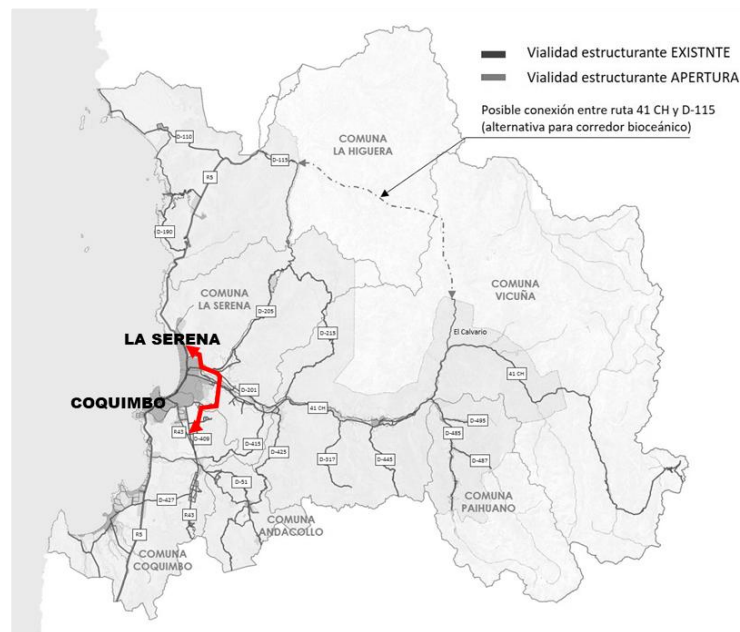 Vialidad estructurante EXISTNTE
Vialidad estructurante APERTURA
Posible conexión entre ruta 41 CH y D-115
(alternativa para corredor bioceánico)
COMUNA
LA HIGUERA
D-110
D-115
R5
D-190
COMUNA
VICUÑA
COMUNA
LA SERENA
D-205
D-215
El Calvario
LA SERENA
41 CH
D-201
COQUIMBO
41 CH
R43
D-409
D-415
D-425
D-495
D-485
D-317
D-445
D-487
D-51
COMUNA
PAIHUANO
D-427
R43
COMUNA
ANDACOLLO
R5
COMUNA
COQUIMBO